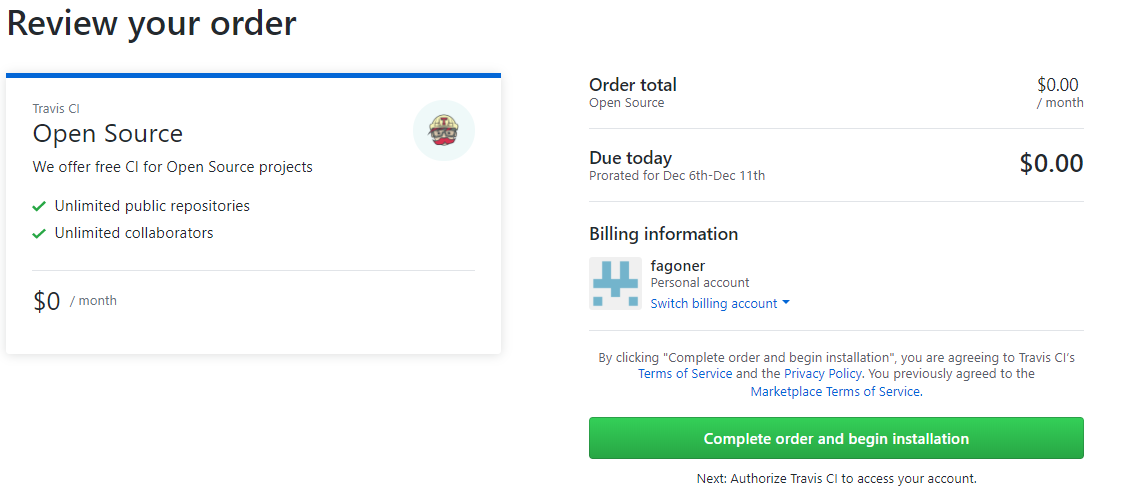 Review your order
Travis CI
Open Source
We offer free CI for Open Source projects
Unlimited public repositories
Unlimited collaborators
$0 / month
Order total
$0.00
Open Source
/ month
Due today
$0.00
Prorated for Dec 6th-Dec 11th
Billing information
fagoner
Personal account
Switch billing account
By clicking "Complete order and begin installation", you are agreeing to Travis CI’s
Terms of Service and the Privacy Policy. You previously agreed to the
Marketplace Terms of Service.
Complete order and begin installation
Next: Authorize Travis CI to access your account.